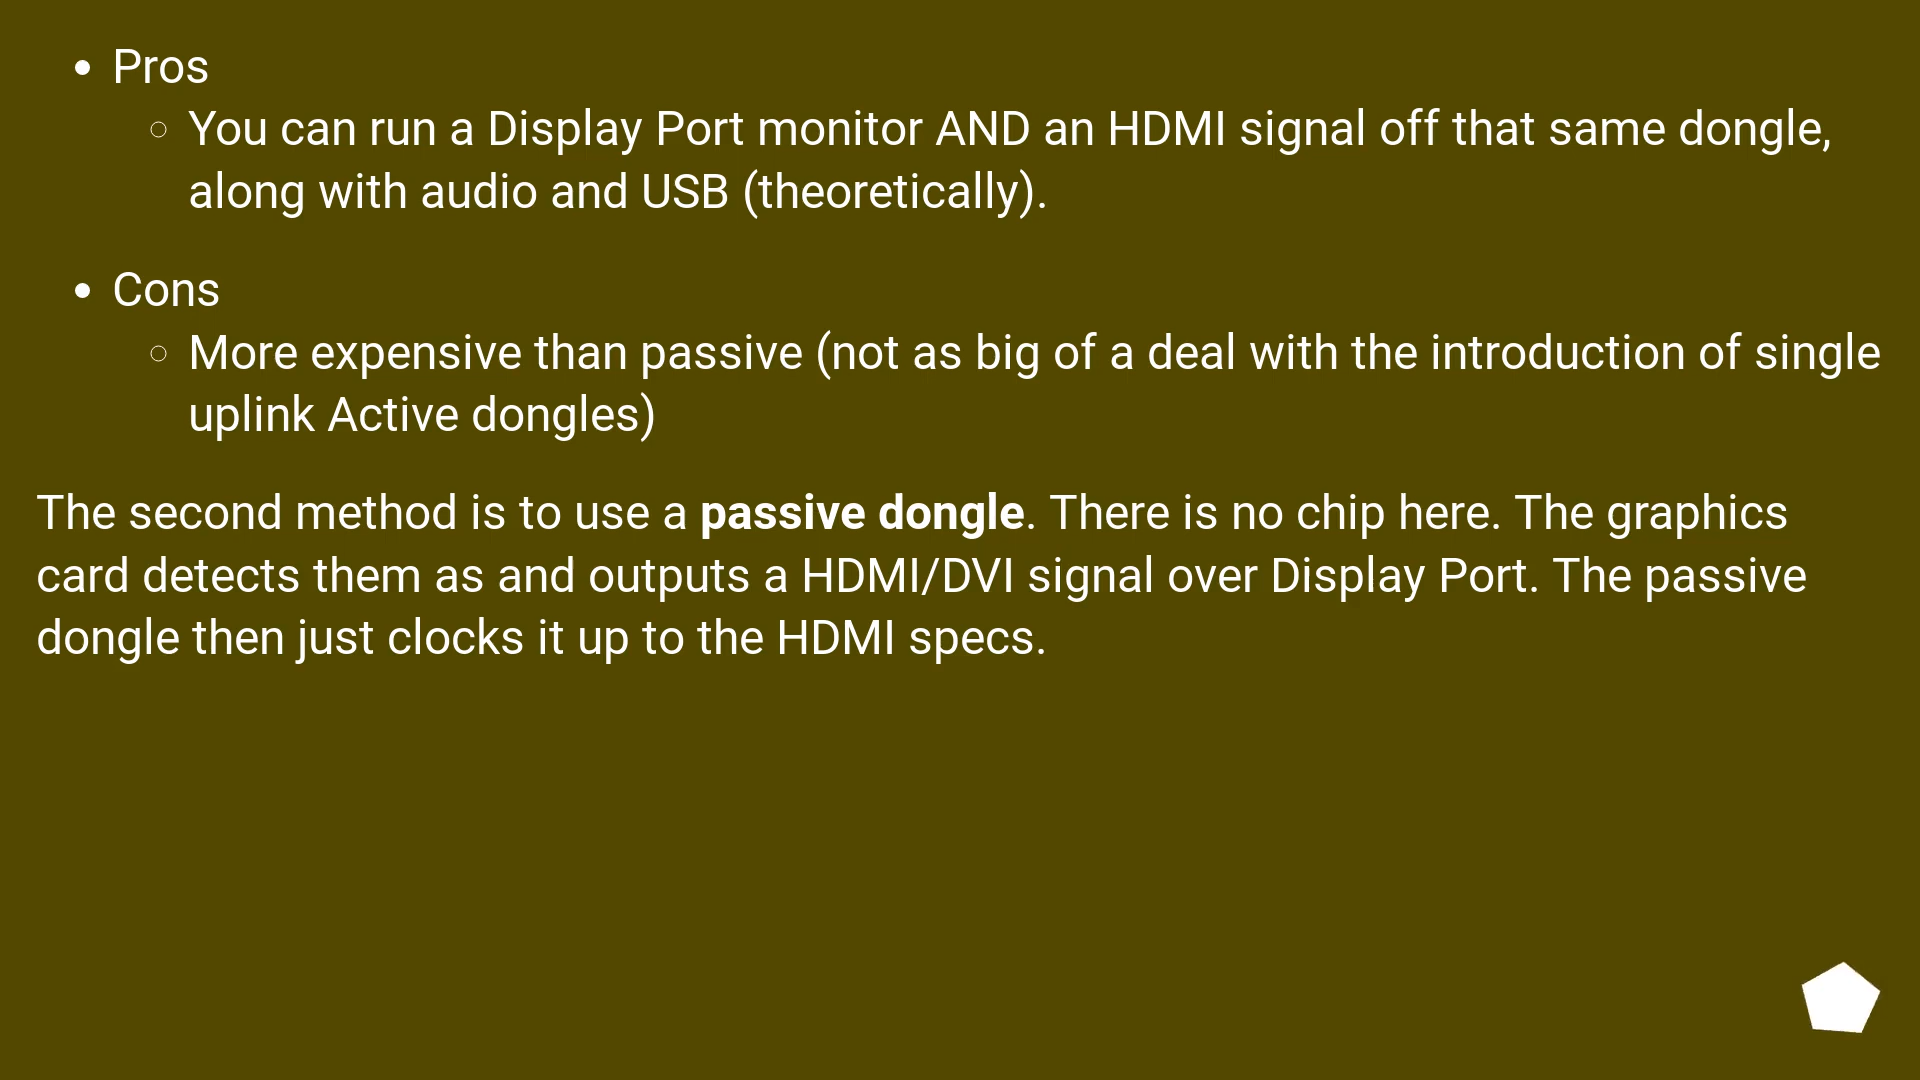 Pros
You can run a Display Port monitor AND an HDMI signal off that same dongle,
along with audio and USB (theoretically).
Cons
More expensive than passive (not as big of a deal with the introduction of single
uplink Active dongles)
The second method is to use a passive dongle. There is no chip here. The graphics
card detects them as and outputs a HDMI/DVI signal over Display Port. The passive
dongle then just clocks it up to the HDMI specs.